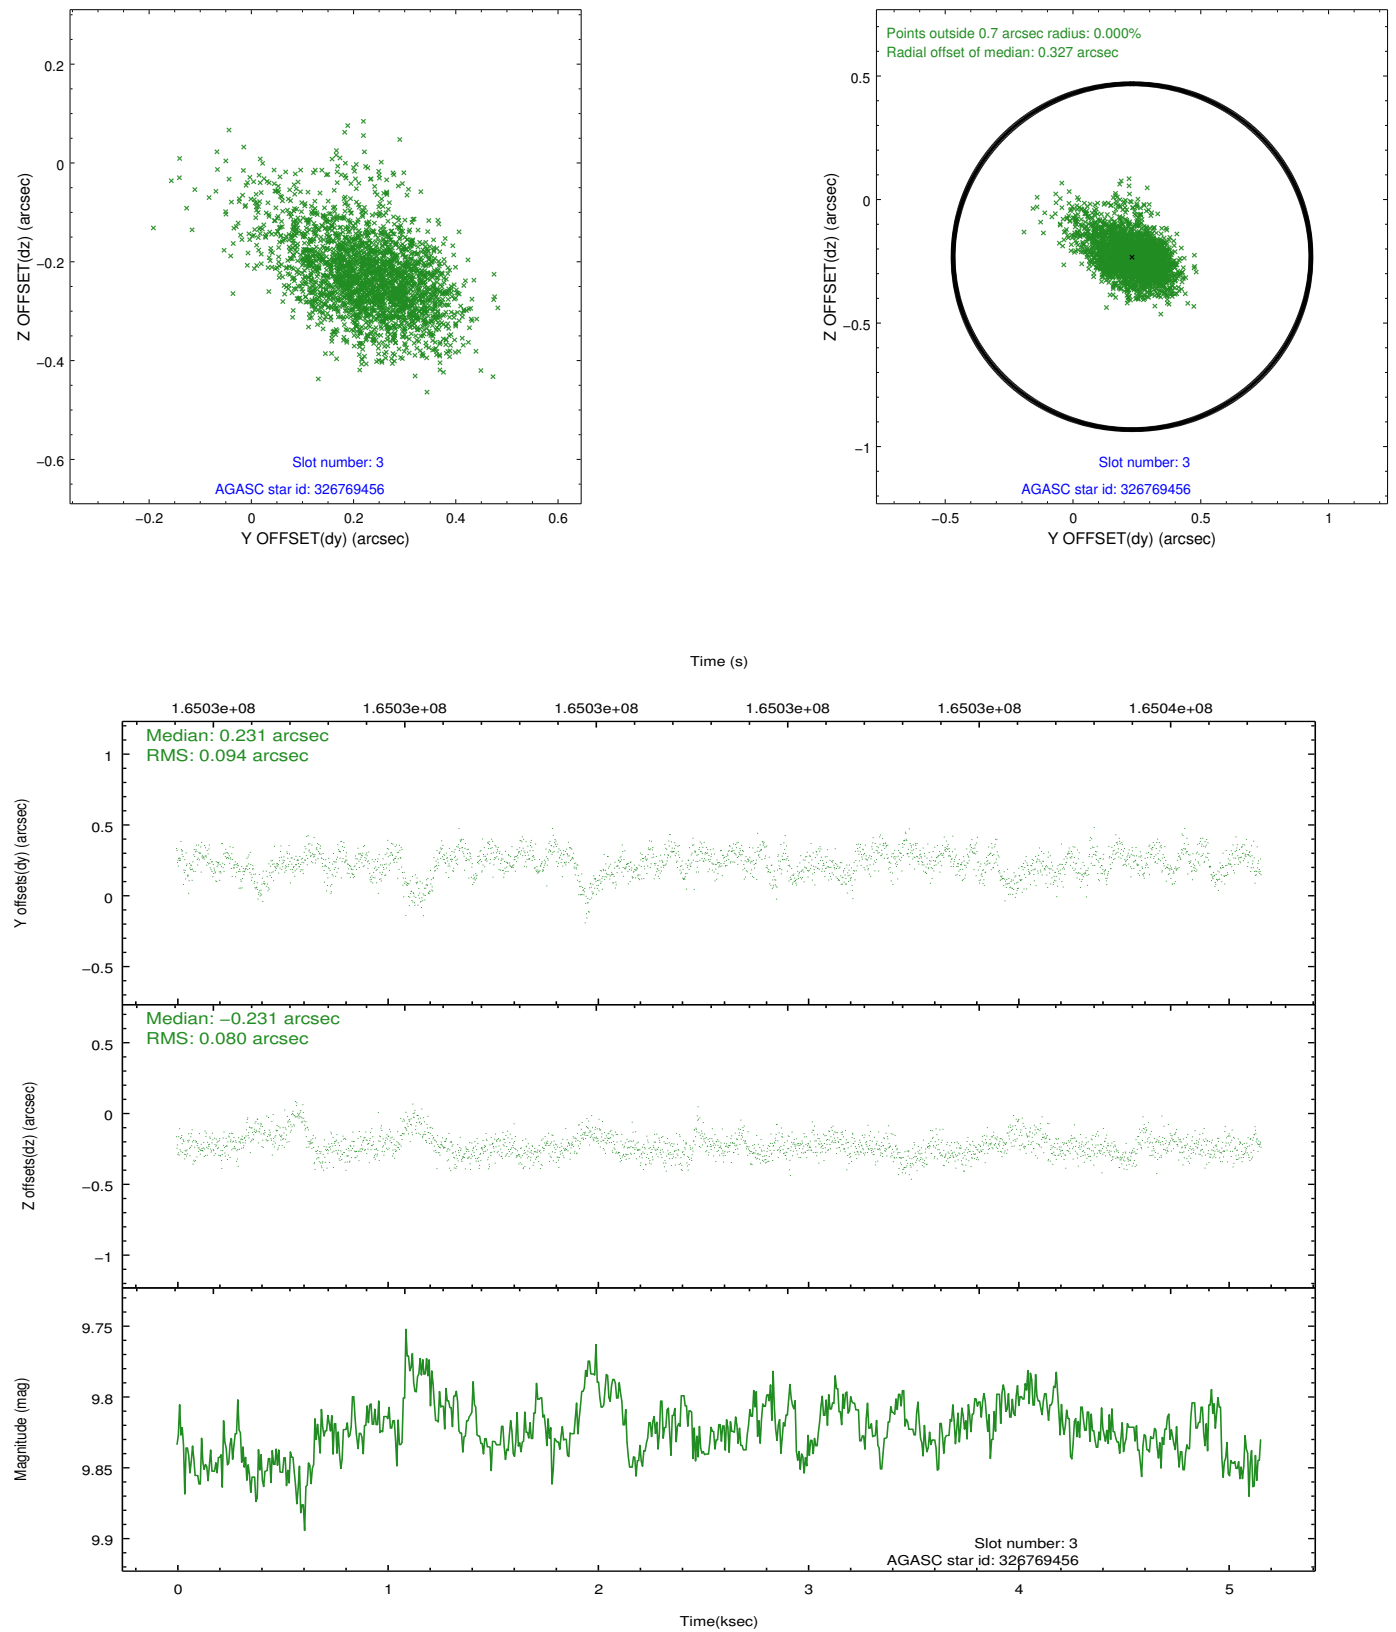 0.2
0
−0.2
−0.4
−0.6
Z OFFSET(dz) (arcsec)
Slot number: 3
AGASC star id: 326769456
−0.2
0
0.2
0.4
0.6
Y OFFSET(dy) (arcsec)
Points outside 0.7 arcsec radius: 0.000%
Radial offset of median: 0.327 arcsec
0.5
0
−0.5
−1
Z OFFSET(dz) (arcsec)
Slot number: 3
AGASC star id: 326769456
−0.5
0
0.5
1
Y OFFSET(dy) (arcsec)
Time (s)
1.6503e+08
1.6503e+08
1.6503e+08
1.6503e+08
1.6503e+08
1.6504e+08
Median: 0.231 arcsec
RMS: 0.094 arcsec
1
0.5
0
−0.5
Y offsets(dy) (arcsec)
Median: −0.231 arcsec
RMS: 0.080 arcsec
0.5
0
−0.5
−1
Z offsets(dz) (arcsec)
9.75
9.8
9.85
9.9
Magnitude (mag)
Slot number: 3
AGASC star id: 326769456
0
1
2
3
4
5
Time(ksec)